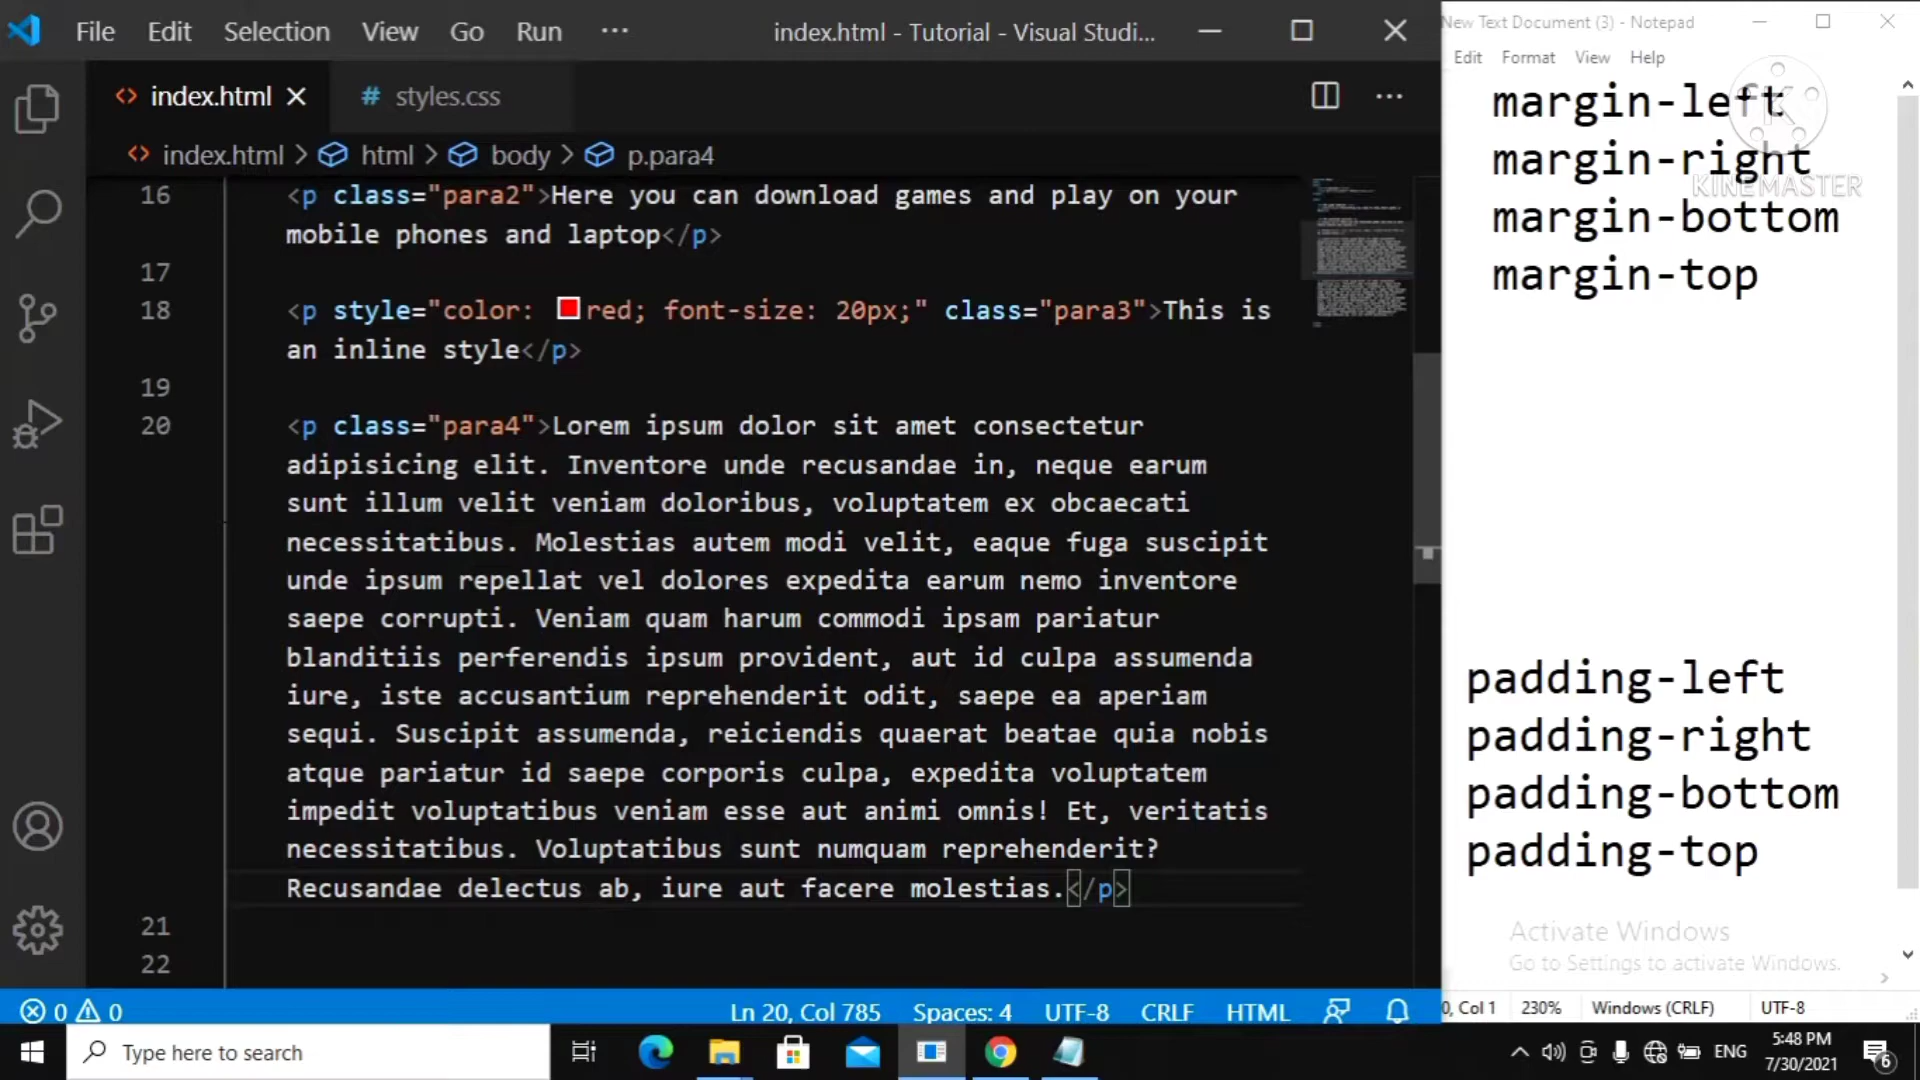 File Edit Selection View Go Run ··· index.html - Tutorial - Visual Studi...
index.html # styles.css
index.html > html > body > p.para4
16 <p class="para2">Here you can download games and play on your
mobile phones and laptop</p>
17
18 <p style="color: red; font-size: 20px;" class="para3">This is
an inline style</p>
19
20 <p class="para4">Lorem ipsum dolor sit amet consectetur
adipisicing elit. Inventore unde recusandae in, neque earum
sunt illum velit veniam doloribus, voluptatem ex obcaecati
necessitatibus. Molestias autem modi velit, eaque fuga suscipit
unde ipsum repellat vel dolores expedita earum nemo inventore
saepe corrupti. Veniam quam harum commodi ipsam pariatur
blanditiis perferendis ipsum provident, aut id culpa assumenda
iure, iste accusantium reprehenderit odit, saepe ea aperiam
sequi. Suscipit assumenda, reiciendis quaerat beatae quia nobis
atque pariatur id saepe corporis culpa, expedita voluptatem
impedit voluptatibus veniam esse aut animi omnis! Et, veritatis
necessitatibus. Voluptatibus sunt numquam reprehenderit?
Recusandae delectus ab, iure aut facere molestias.</p>
21
22
0 0 Ln 20, Col 785 Spaces: 4 UTF-8 CRLF HTML
New Text Document (3) - Notepad
Edit Format View Help
margin-left
margin-right
KINEMASTER
margin-bottom
margin-top
padding-left
padding-right
padding-bottom
padding-top
Activate Windows
Go to Settings to activate Windows.
0, Col 1 230% Windows (CRLF) UTF-8
Type here to search
ENG 5:48 PM
7/30/2021
6